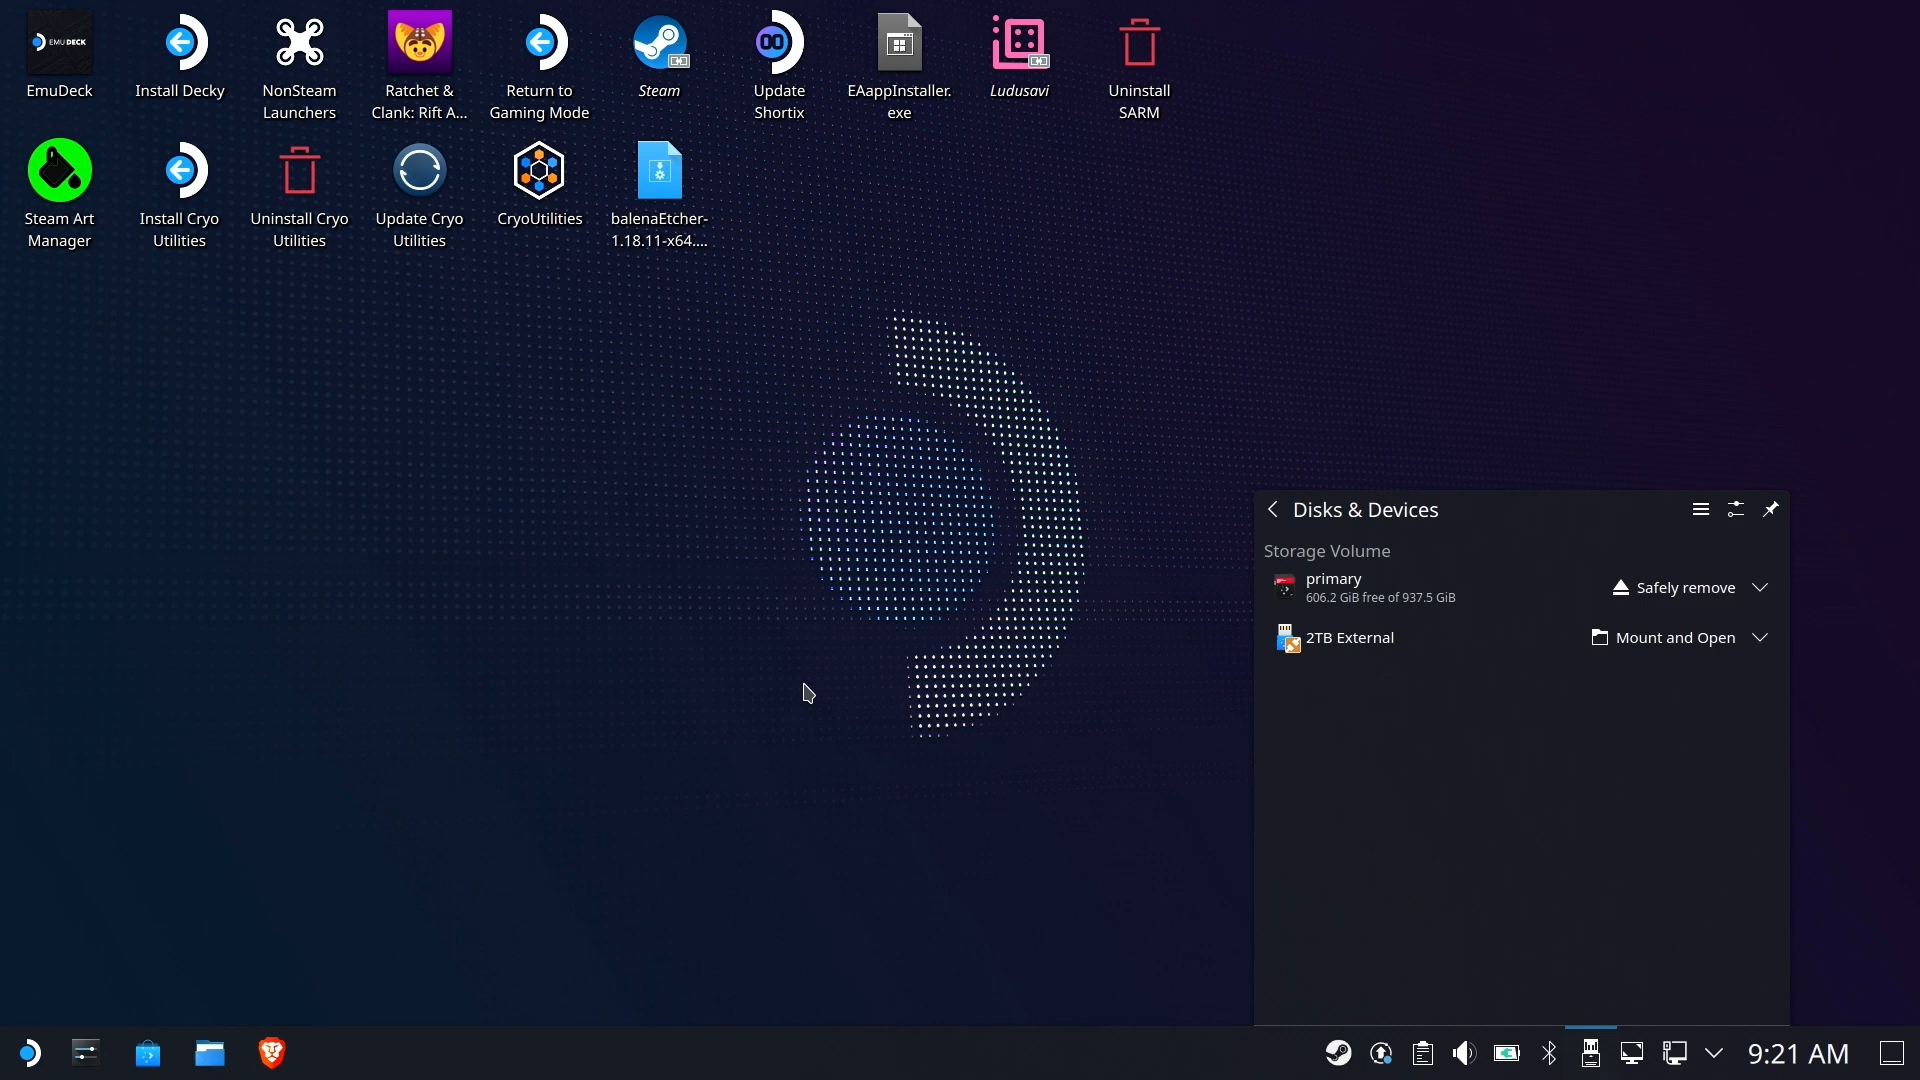 EMUDECK
EmuDeck
Install Decky
NonSteam
Launchers
Ratchet &
Clank: Rift A...
Return to
Gaming Mode
Steam
Update
Shortix
EAappInstaller.
exe
Ludusavi
Uninstall
SARM
Steam Art
Manager
Install Cryo
Utilities
Uninstall Cryo
Utilities
Update Cryo
Utilities
CryoUtilities
balenaEtcher-
1.18.11-x64....
Disks & Devices
Storage Volume
primary
606.2 GiB free of 937.5 GiB
Safely remove
2TB External
Mount and Open
9:21 AM